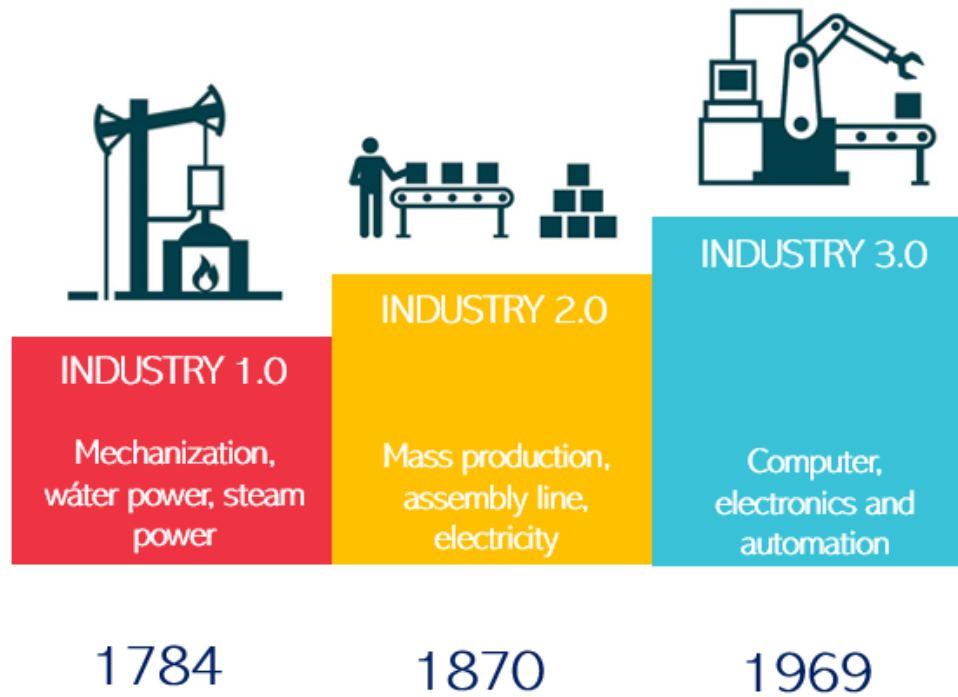 INDUSTRY 1.0
Mechanization,
wáter power, steam
power
1784
INDUSTRY 2.0
Mass production,
assembly line,
electricity
1870
INDUSTRY 3.0
Computer,
electronics and
automation
1969